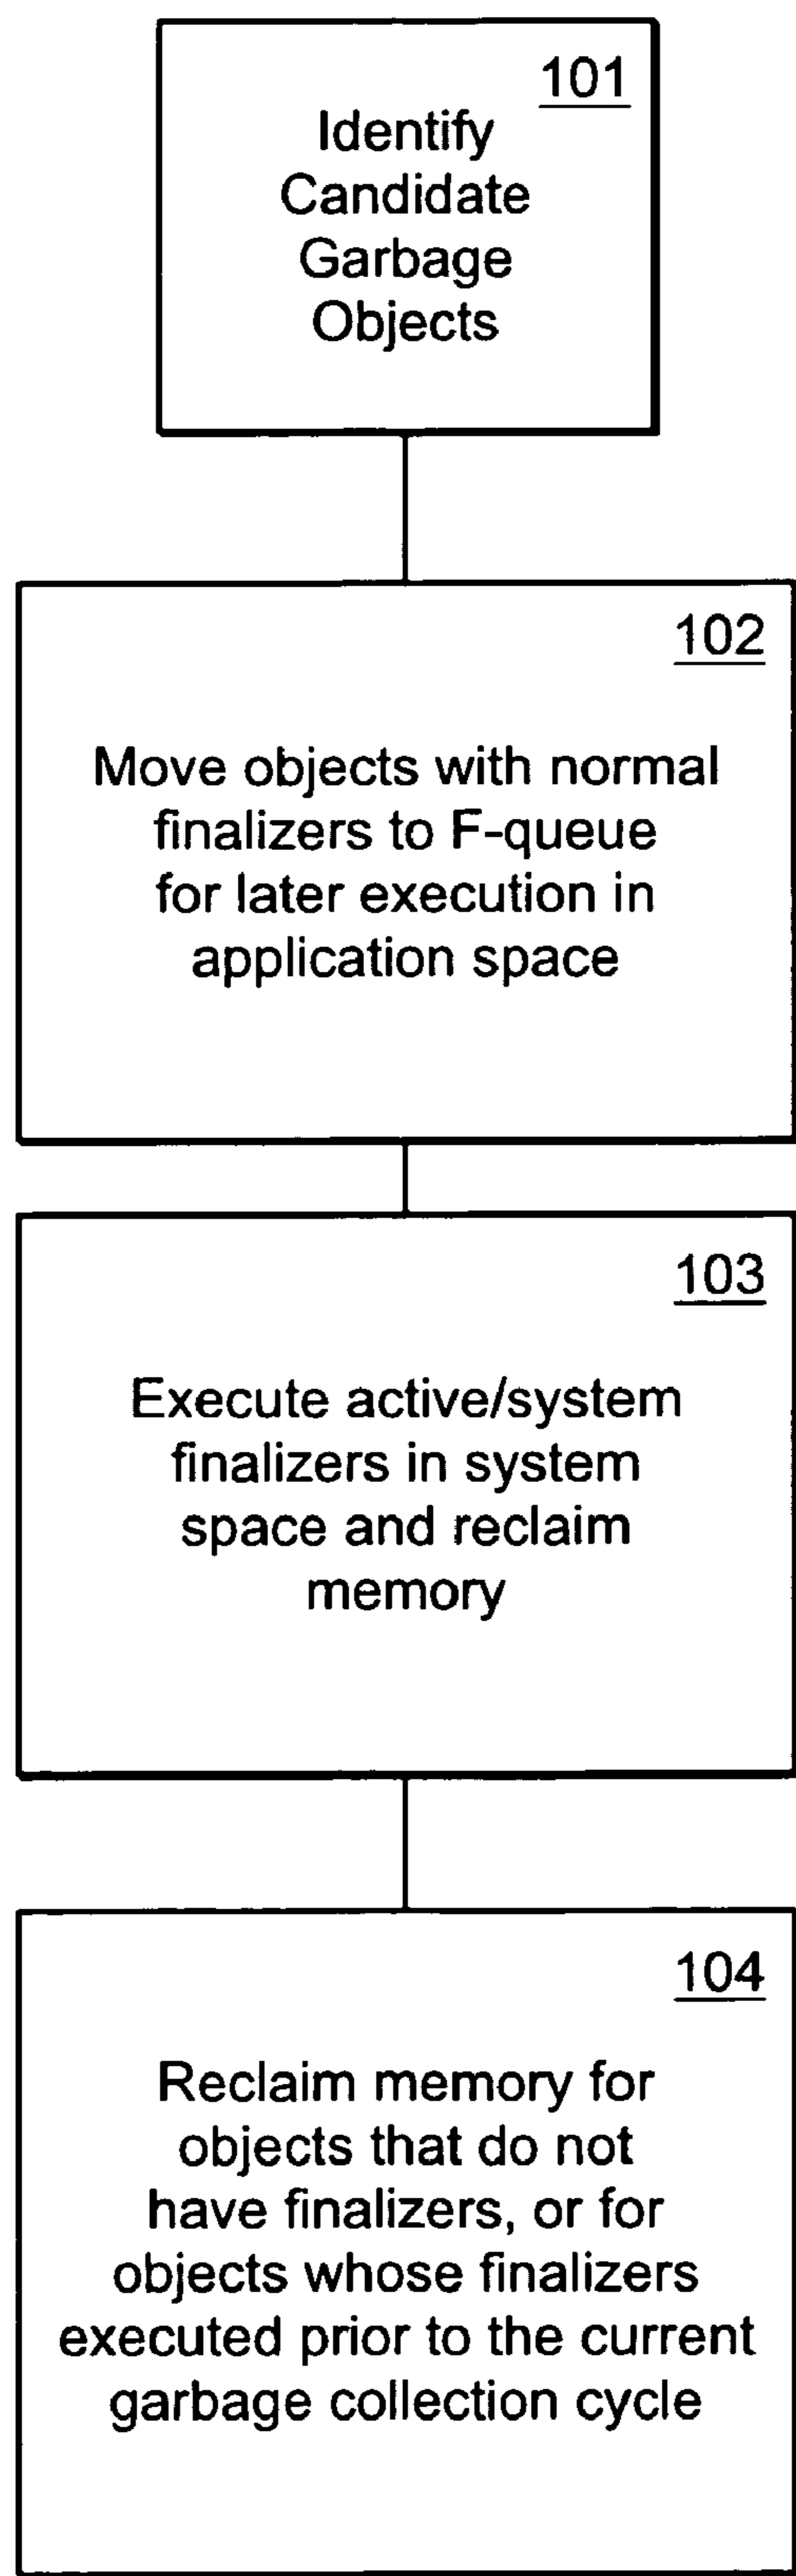 101
Identify
Candidate
Garbage
Objects
102
Move objects with normal
finalizers to F-queue
for later execution in
application space
103
Execute active/system
finalizers in system
space and reclaim
memory
104
Reclaim memory for
objects that do not
have finalizers, or for
objects whose finalizers
executed prior to the current
garbage collection cycle